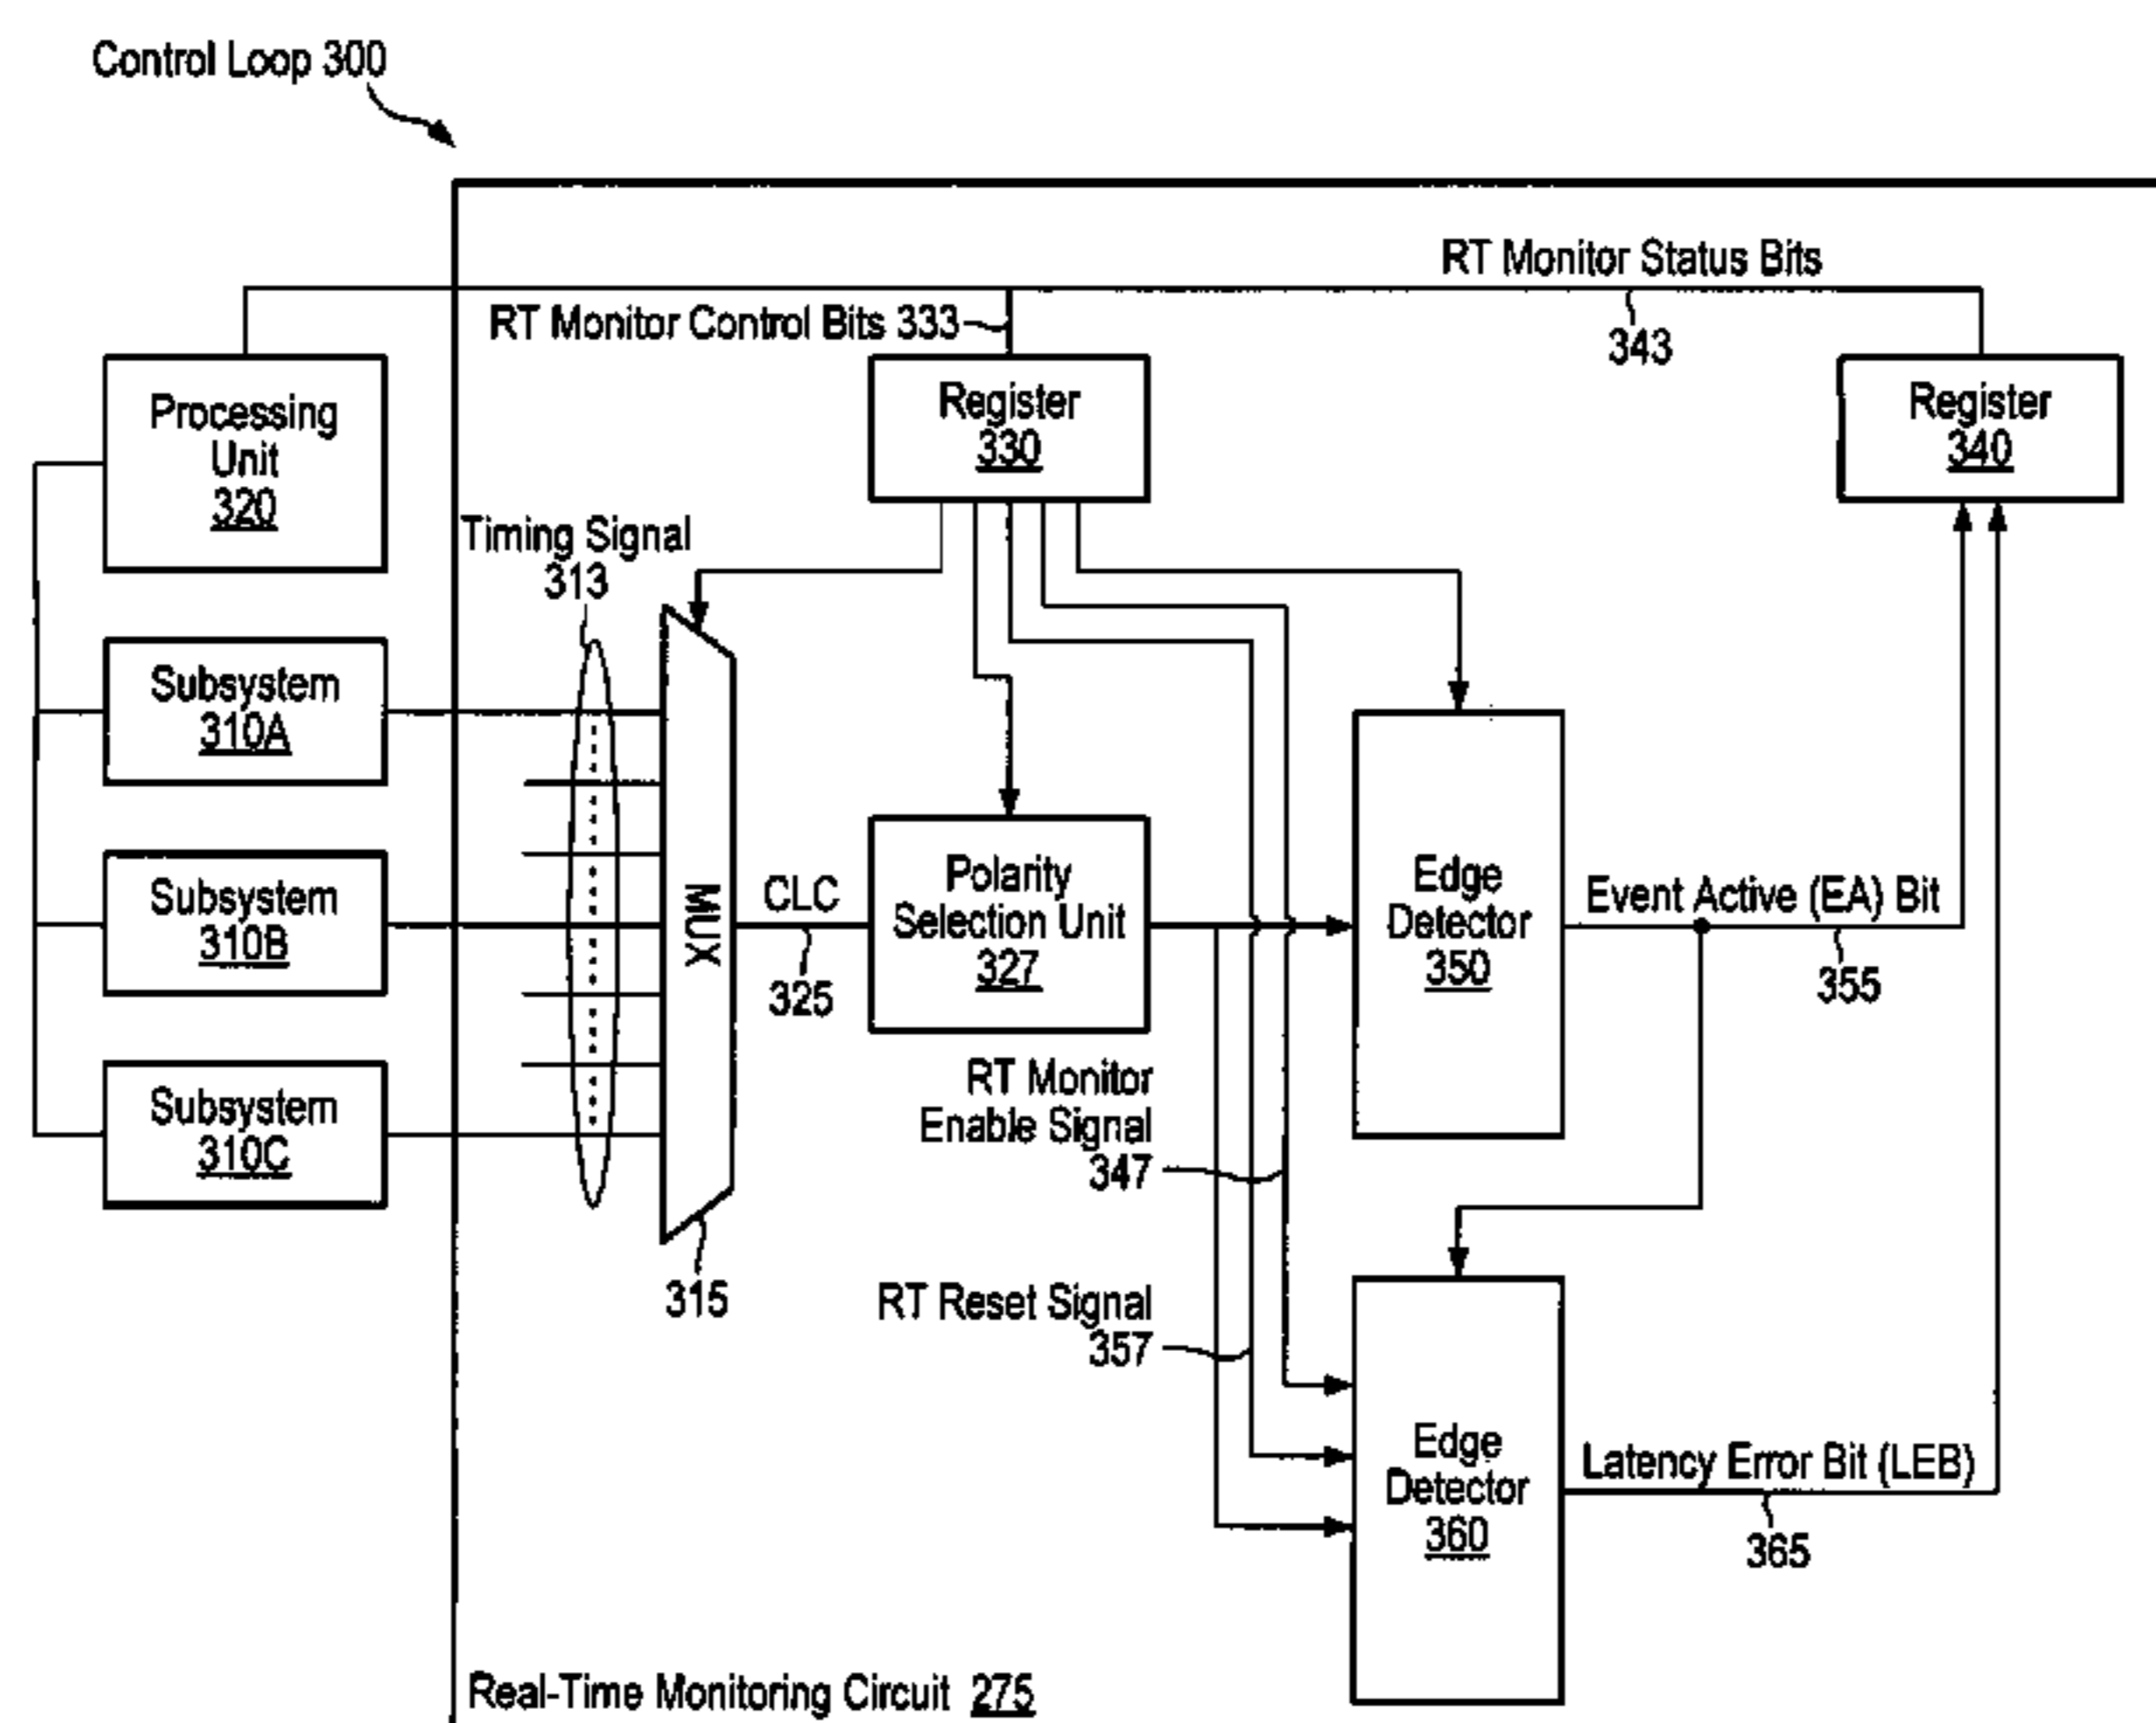 Control Loop 300
RT Monitor Status Bits
343
RT Monitor Control Bits 333
Processing
Unit
320
Register
330
Register
340
Timing Signal
313
Subsystem
310A
Subsystem
310B
Subsystem
310C
MUX
315
CLC
325
Polarity
Selection Unit
327
Edge
Detector
350
Event Active (EA) Bit
355
RT Monitor
Enable Signal
347
RT Reset Signal
357
Edge
Detector
360
Latency Error Bit (LEB)
365
Real-Time Monitoring Circuit 275